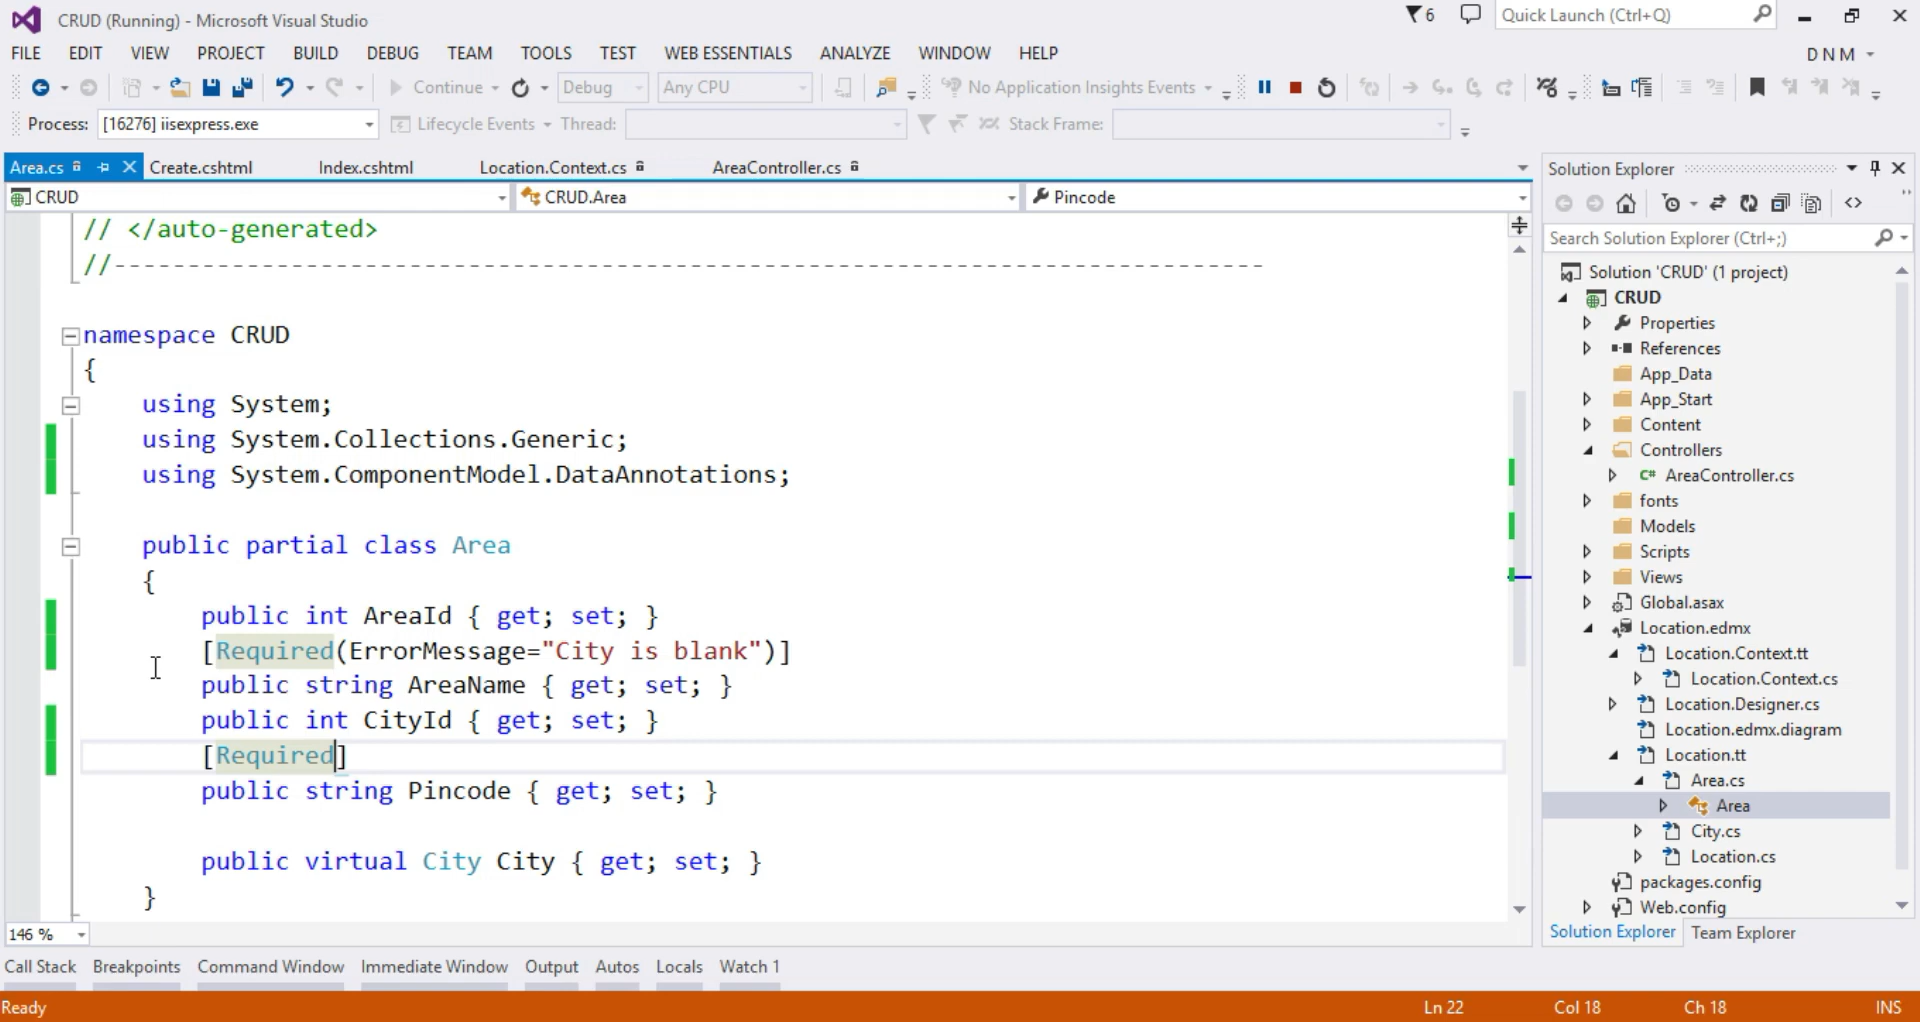 CRUD (Running) - Microsoft Visual Studio
6
Quick Launch (Ctrl+Q)
FILE EDIT VIEW PROJECT BUILD DEBUG TEAM TOOLS TEST WEB ESSENTIALS ANALYZE WINDOW HELP
D N M
Continue Debug Any CPU No Application Insights Events
Process: [16276] iisexpress.exe Lifecycle Events Thread: Stack Frame:
Area.cs Create.cshtml Index.cshtml Location.Context.cs AreaController.cs
CRUD CRUD.Area Pincode
// </auto-generated>
//------------------------------------------------------------------------------
namespace CRUD
{
using System;
using System.Collections.Generic;
using System.ComponentModel.DataAnnotations;
public partial class Area
{
public int AreaId { get; set; }
[Required(ErrorMessage="City is blank")]
public string AreaName { get; set; }
public int CityId { get; set; }
[Required]
public string Pincode { get; set; }
public virtual City City { get; set; }
}
146 %
Solution Explorer
Search Solution Explorer (Ctrl+;)
Solution 'CRUD' (1 project)
CRUD
Properties
References
App_Data
App_Start
Content
Controllers
C# AreaController.cs
fonts
Models
Scripts
Views
Global.asax
Location.edmx
Location.Context.tt
Location.Context.cs
Location.Designer.cs
Location.edmx.diagram
Location.tt
Area.cs
Area
City.cs
Location.cs
packages.config
Web.config
Solution Explorer Team Explorer
Call Stack Breakpoints Command Window Immediate Window Output Autos Locals Watch 1
Ready Ln 22 Col 18 Ch 18 INS